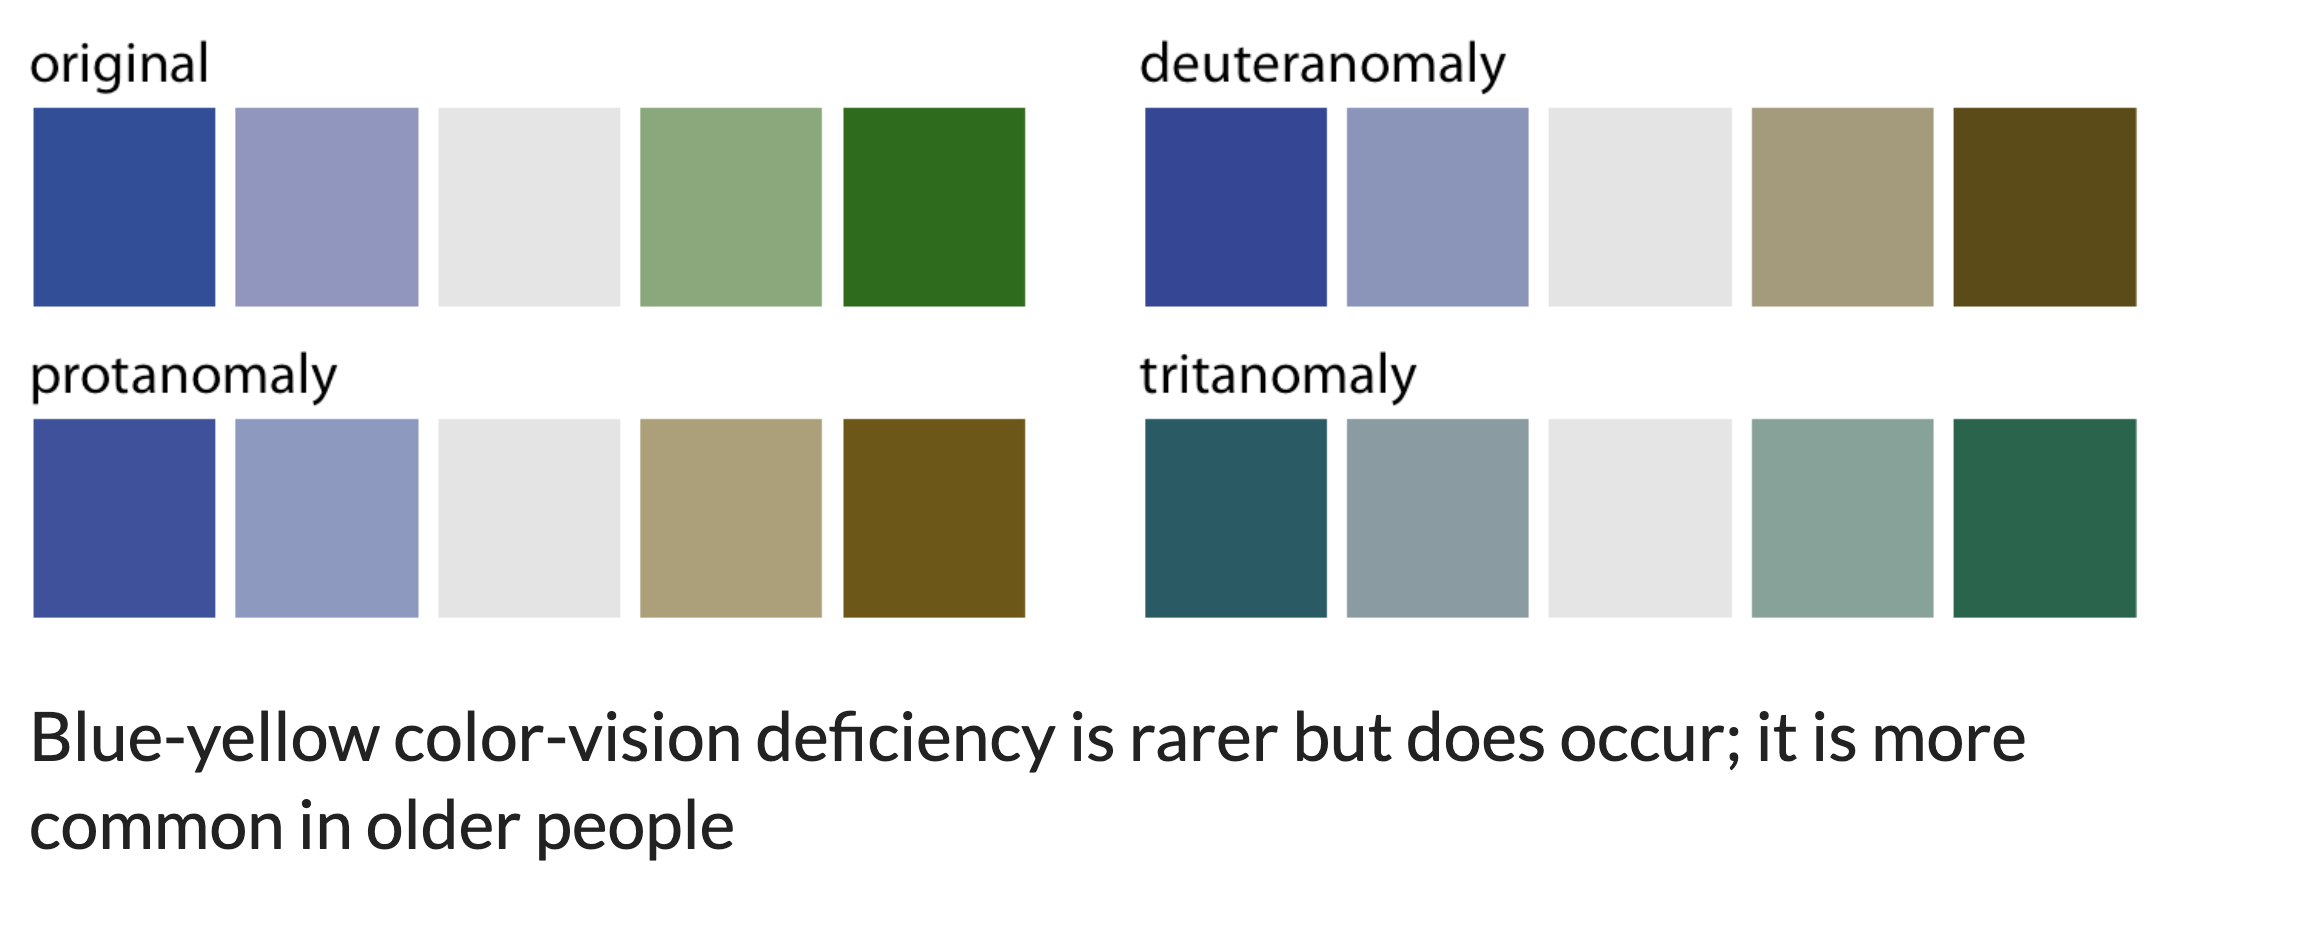 original
deuteranomaly
protanomaly
tritanomaly
Blue-yellow color-vision deficiency is rarer but does occur; it is more
common in older people